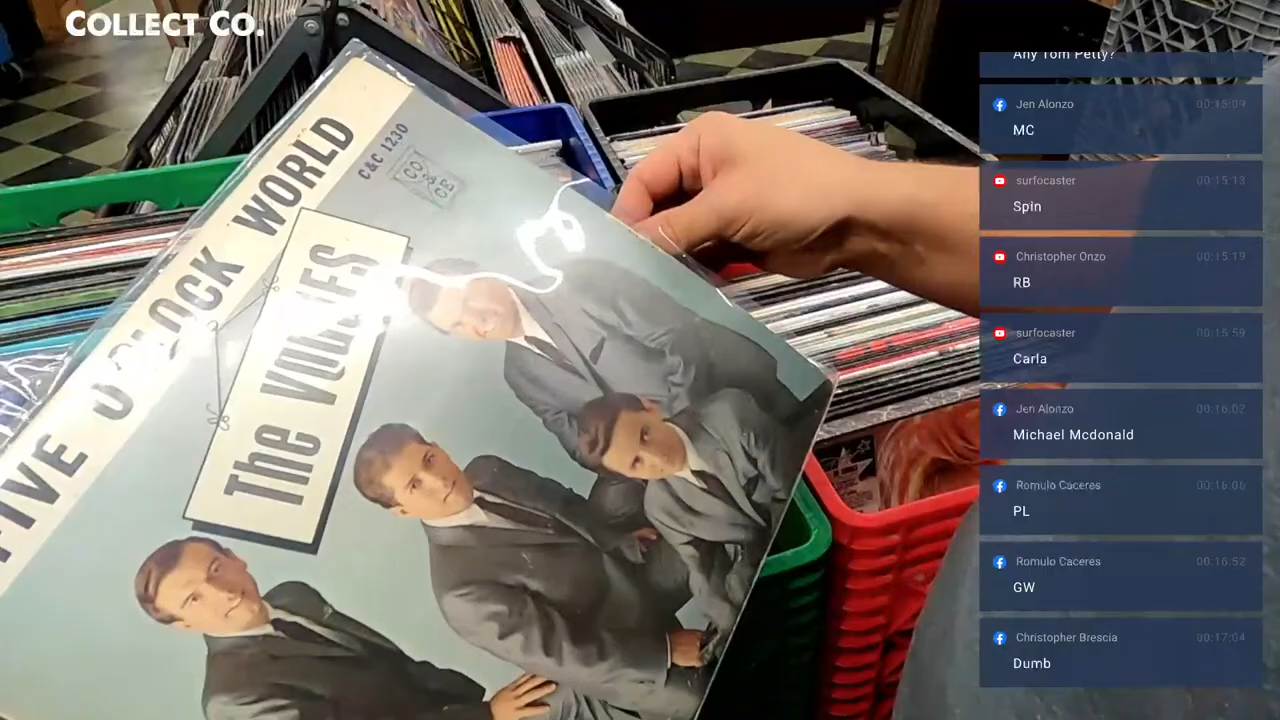 COLLECT CO.
FIVE O'CLOCK WORLD
C&C 1230
CO
&
CE
The VOGUES
Any Tom Petty?
Jen Alonzo 00:15:09
MC
surfocaster 00:15:13
Spin
Christopher Onzo 00:15:19
RB
surfocaster 00:15:59
Carla
Jen Alonzo 00:16:02
Michael Mcdonald
Romulo Caceres 00:16:06
PL
Romulo Caceres 00:16:52
GW
Christopher Brescia 00:17:04
Dumb